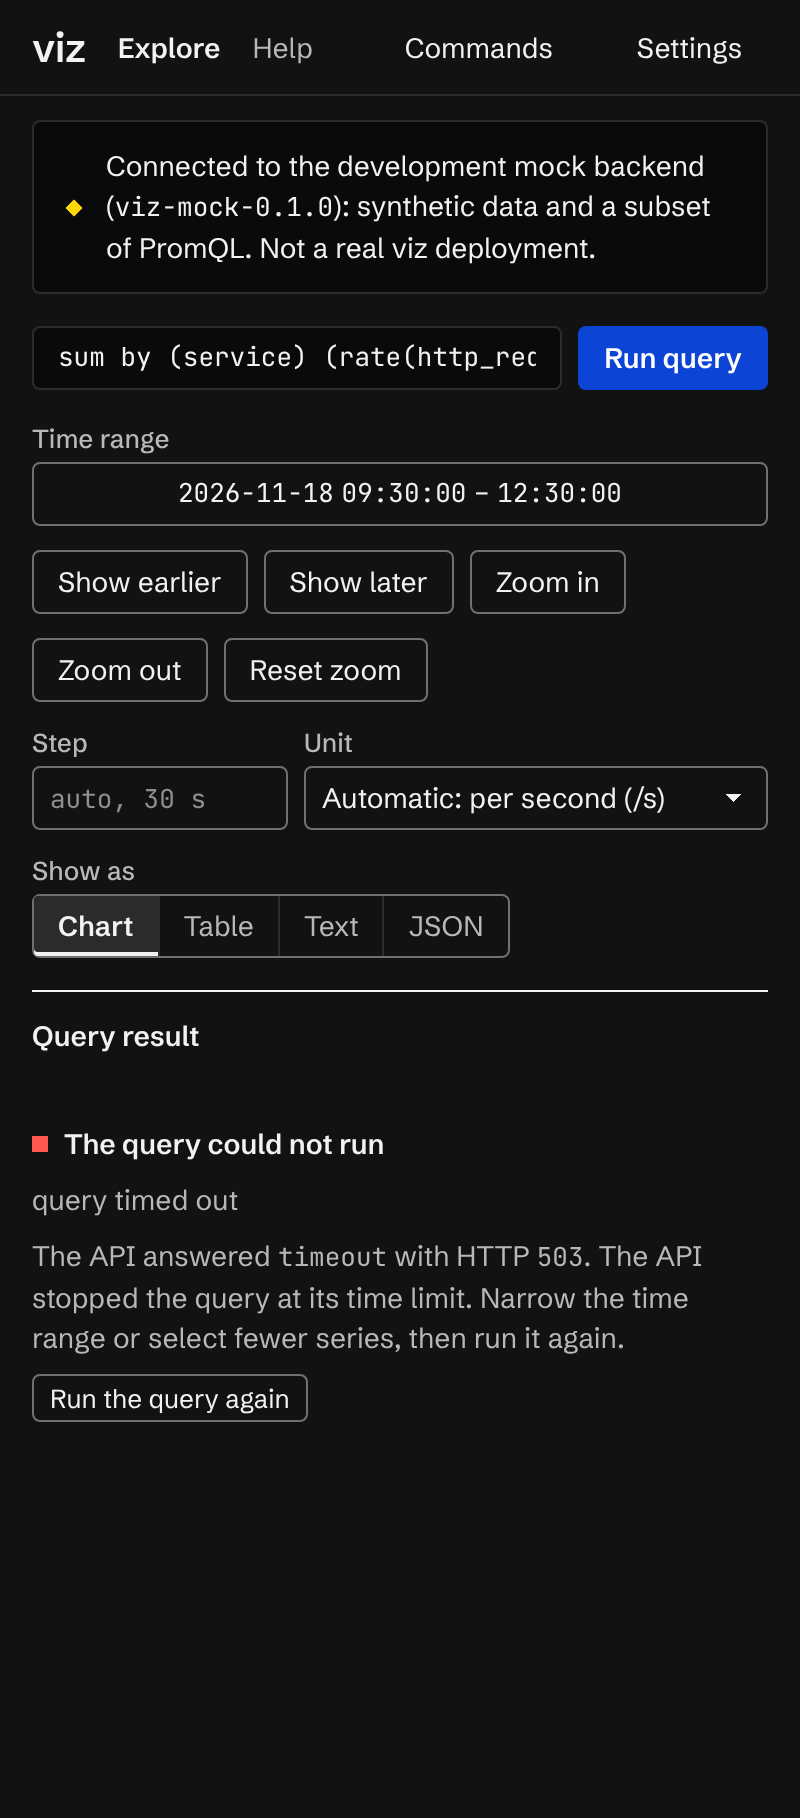 viz Explore Help Commands Settings
Connected to the development mock backend
(viz-mock-0.1.0): synthetic data and a subset
of PromQL. Not a real viz deployment.
sum by (service) (rate(http_rec
Run query
Time range
2026-11-18 09:30:00 – 12:30:00
Show earlier Show later Zoom in
Zoom out Reset zoom
Step Unit
auto, 30 s Automatic: per second (/s)
Show as
Chart Table Text JSON
Query result
The query could not run
query timed out
The API answered timeout with HTTP 503. The API
stopped the query at its time limit. Narrow the time
range or select fewer series, then run it again.
Run the query again